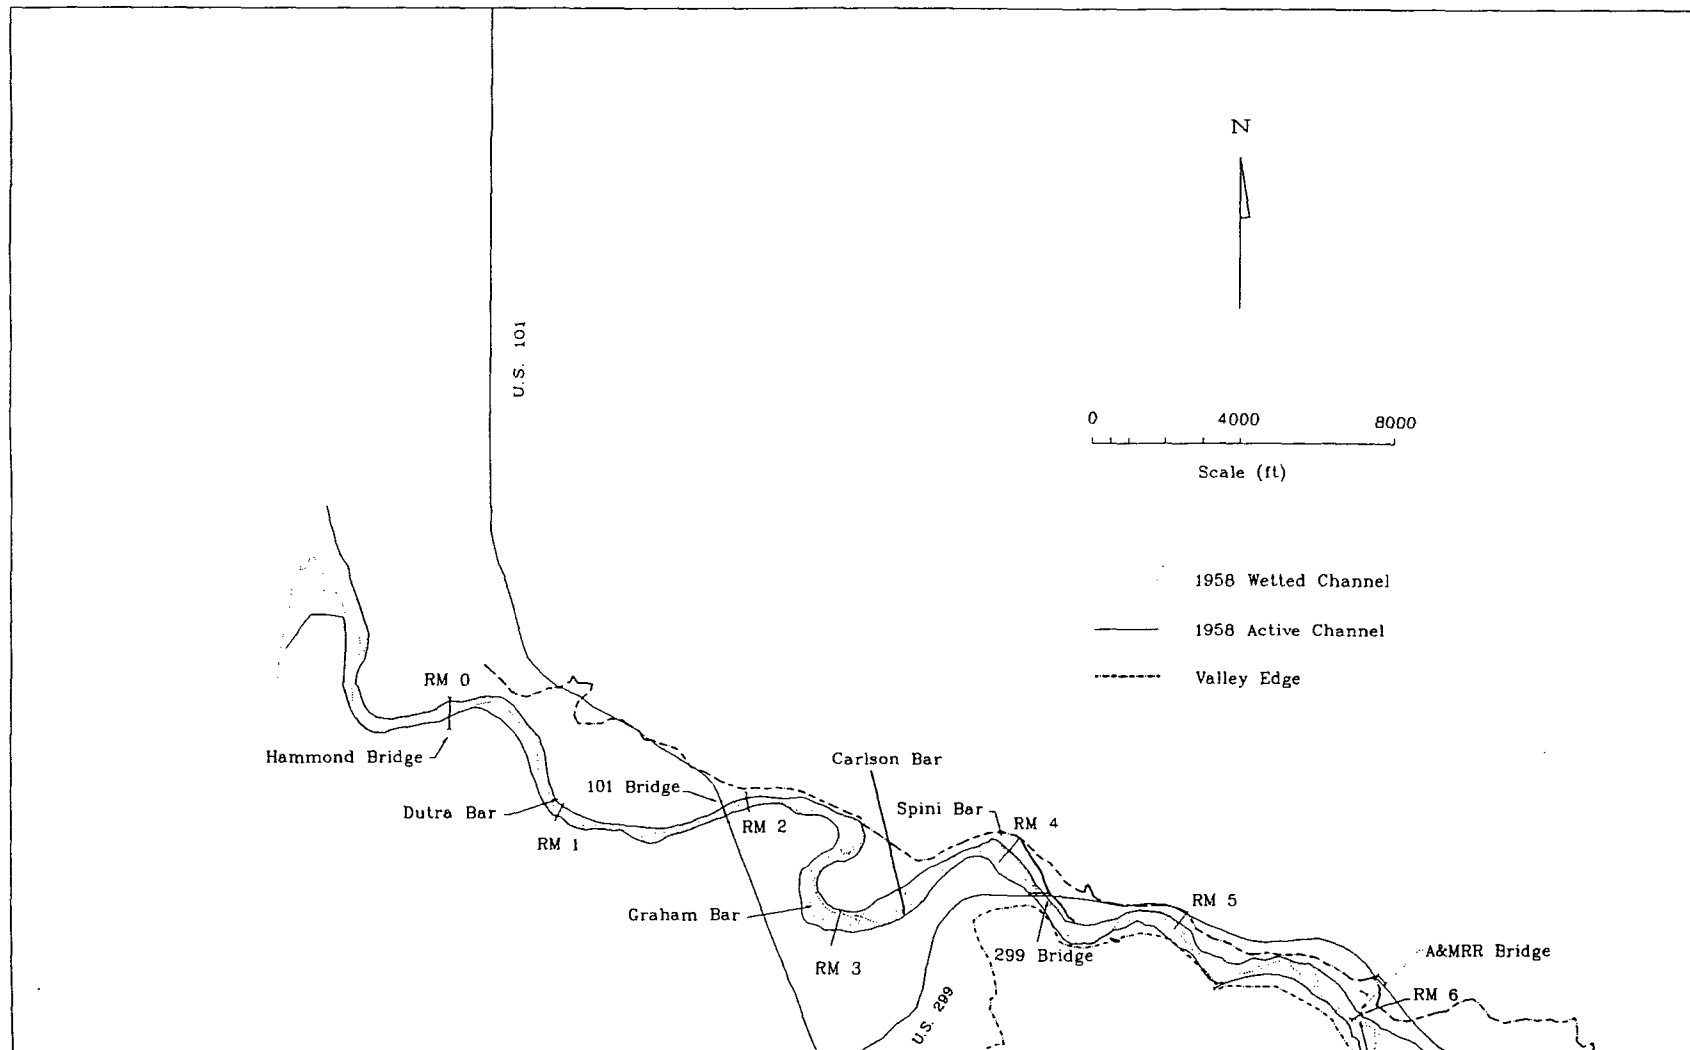 N
U.S. 101
0 4000 8000
Scale (ft)
1958 Wetted Channel
1958 Active Channel
Valley Edge
RM 0
Hammond Bridge
Carlson Bar
101 Bridge
Dutra Bar
Spini Bar
RM 4
RM 2
RM 1
RM 5
Graham Bar
299 Bridge
A&MRR Bridge
RM 3
RM 6
U.S. 299